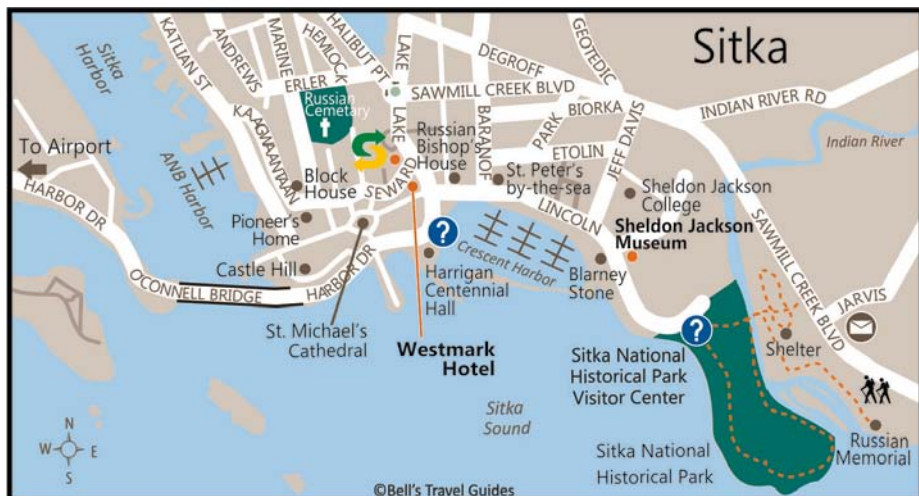 Sitka
Sitka
Harbor
KATLIAN ST
ANDREWS
MARINE
HEMLOCK
HALIBUT PT
LAKE
DEGROFF
GEOTEDIC
ERLER
SAWMILL CREEK BLVD
Russian
Cemetary
KAAGWAANTAAN
LAKE
BARANOF
PARK
BIORKA
INDIAN RIVER RD
Indian River
To Airport
ANB Harbor
Russian
Bishop's
House
ETOLIN
JEFF DAVIS
HARBOR DR
Block
House
SEWARD
St. Peter's
by-the-sea
LINCOLN
Sheldon Jackson
College
Sheldon Jackson
Museum
Pioneer's
Home
?
Crescent Harbor
SAWMILL CREEK BLVD
Castle Hill
HARBOR DR
Harrigan
Centennial
Hall
Blarney
Stone
OCONNELL BRIDGE
JARVIS
St. Michael's
Cathedral
Westmark
Hotel
?
Sitka National
Historical Park
Visitor Center
Shelter
N
W
E
S
Sitka
Sound
Sitka National
Historical Park
Russian
Memorial
©Bell's Travel Guides